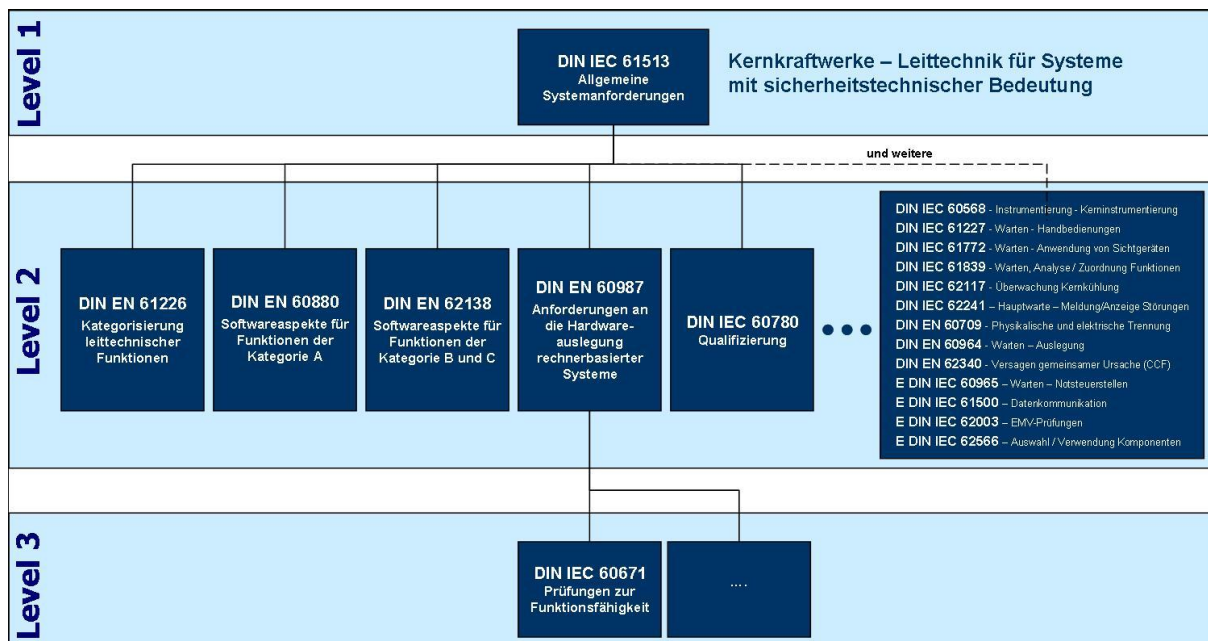 Level 1
DIN IEC 61513
Allgemeine
Systemanforderungen
Kernkraftwerke – Leittechnik für Systeme
mit sicherheitstechnischer Bedeutung
und weitere
Level 2
DIN EN 61226
Kategorisierung
leittechnischer
Funktionen
DIN EN 60880
Softwareaspekte für
Funktionen der
Kategorie A
DIN EN 62138
Softwareaspekte für
Funktionen der
Kategorie B und C
DIN EN 60987
Anforderungen an
die Hardware-
auslegung
rechnerbasierter
Systeme
DIN IEC 60780
Qualifizierung
DIN IEC 60568 - Instrumentierung - Kerninstrumentierung
DIN IEC 61227 - Warten - Handbedienungen
DIN IEC 61772 - Warten - Anwendung von Sichtgeräten
DIN IEC 61839 - Warten, Analyse / Zuordnung Funktionen
DIN IEC 62117 - Überwachung Kernkühlung
DIN IEC 62241 – Hauptwarte – Meldung/Anzeige Störungen
DIN EN 60709 - Physikalische und elektrische Trennung
DIN EN 60964 - Warten – Auslegung
DIN EN 62340 - Versagen gemeinsamer Ursache (CCF)
E DIN IEC 60965 – Warten – Notsteuerstellen
E DIN IEC 61500 – Datenkommunikation
E DIN IEC 62003 – EMV-Prüfungen
E DIN IEC 62566 – Auswahl / Verwendung Komponenten
Level 3
DIN IEC 60671
Prüfungen zur
Funktionsfähigkeit
....